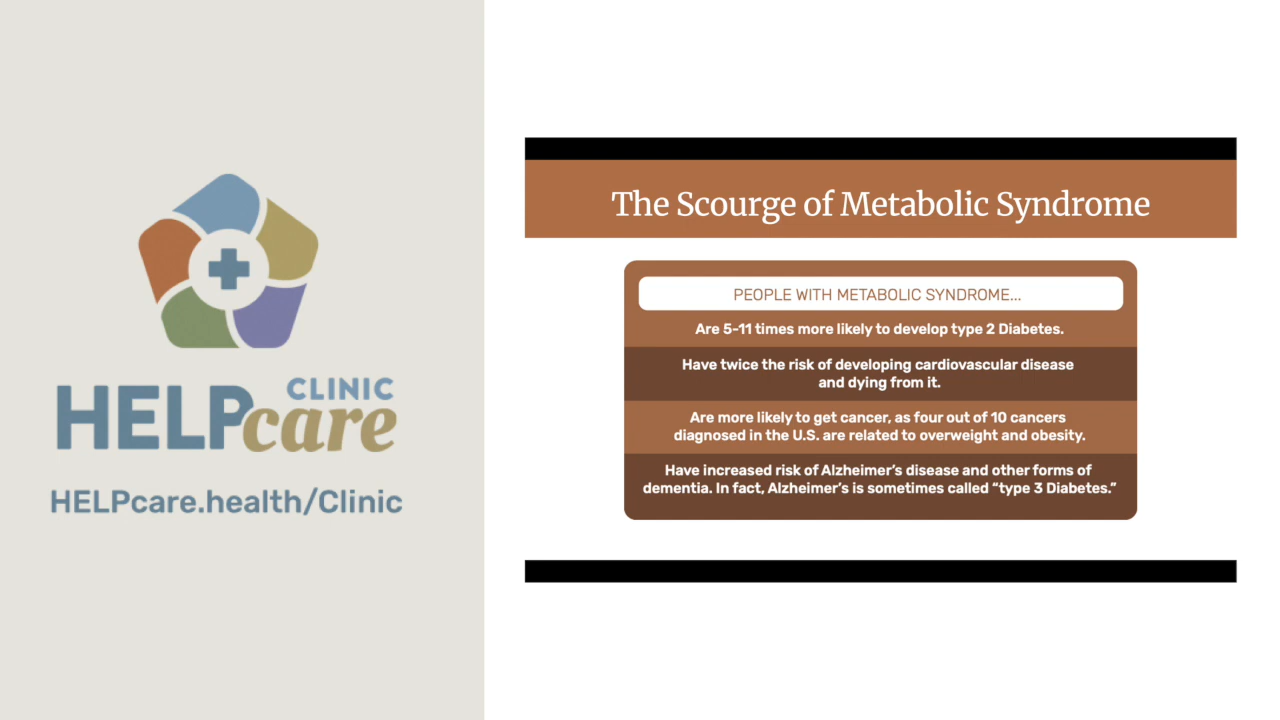 CLINIC
HELPcare
HELPcare.health/Clinic
The Scourge of Metabolic Syndrome
PEOPLE WITH METABOLIC SYNDROME...
Are 5-11 times more likely to develop type 2 Diabetes.
Have twice the risk of developing cardiovascular disease
and dying from it.
Are more likely to get cancer, as four out of 10 cancers
diagnosed in the U.S. are related to overweight and obesity.
Have increased risk of Alzheimer’s disease and other forms of
dementia. In fact, Alzheimer’s is sometimes called “type 3 Diabetes.”